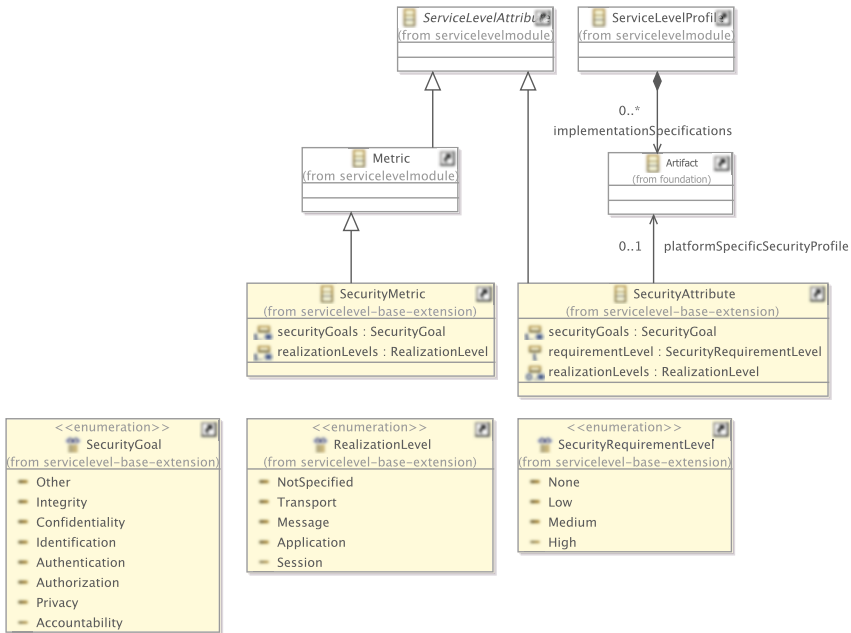 ServiceLevelAttribute
(from servicelevelmodule)
ServiceLevelProfile
(from servicelevelmodule)
0..*
implementationSpecifications
Metric
(from servicelevelmodule)
Artifact
(from foundation)
0..1
platformSpecificSecurityProfile
SecurityMetric
(from servicelevel-base-extension)
securityGoals : SecurityGoal
realizationLevels : RealizationLevel
SecurityAttribute
(from servicelevel-base-extension)
securityGoals : SecurityGoal
requirementLevel : SecurityRequirementLevel
realizationLevels : RealizationLevel
<<enumeration>>
SecurityGoal
(from servicelevel-base-extension)
Other
Integrity
Confidentiality
Identification
Authentication
Authorization
Privacy
Accountability
<<enumeration>>
RealizationLevel
(from servicelevel-base-extension)
NotSpecified
Transport
Message
Application
Session
<<enumeration>>
SecurityRequirementLevel
(from servicelevel-base-extension)
None
Low
Medium
High